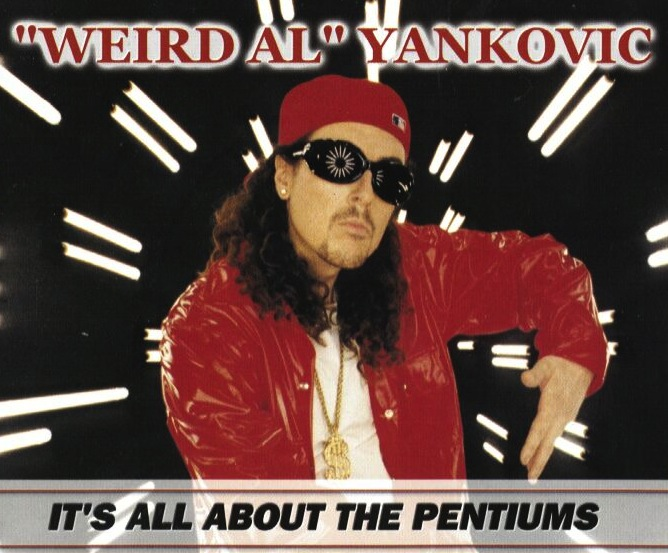 "WEIRD AL" YANKOVIC
IT'S ALL ABOUT THE PENTIUMS